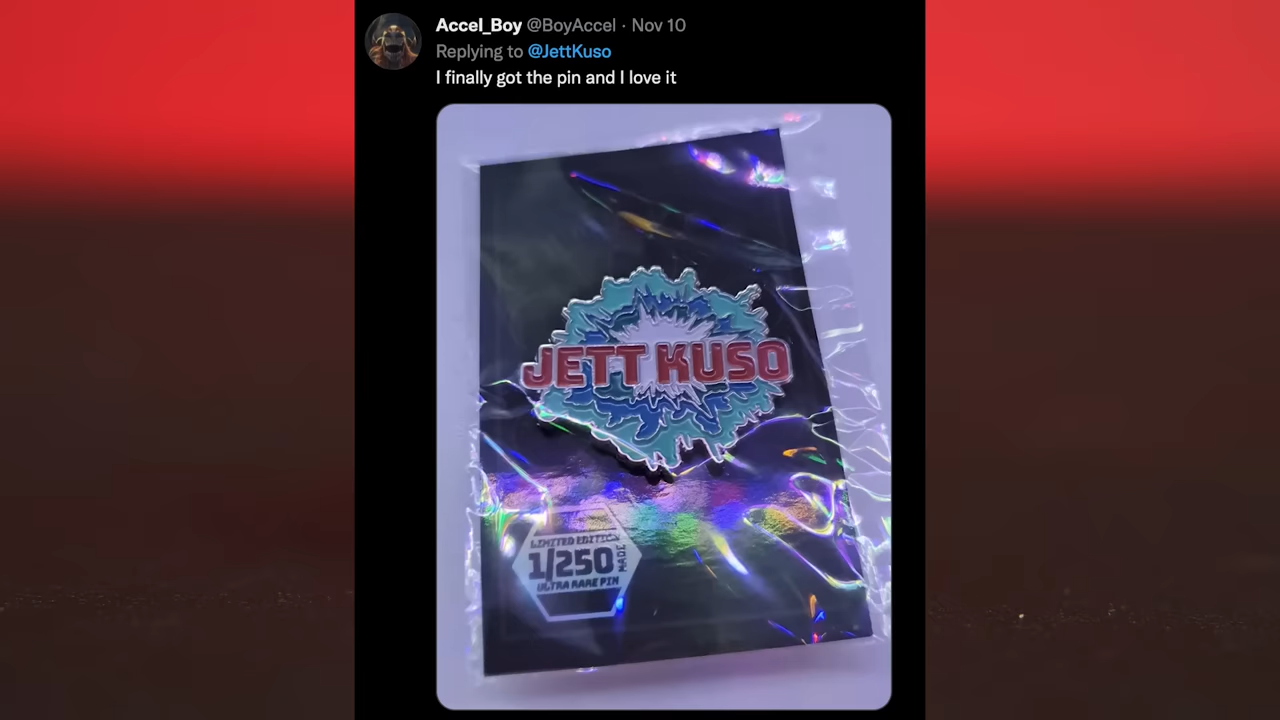 Accel_Boy @BoyAccel · Nov 10
Replying to @JettKuso
I finally got the pin and I love it
JETT KUSO
LIMITED EDITION
1/250
MADE
ULTRA RARE PIN